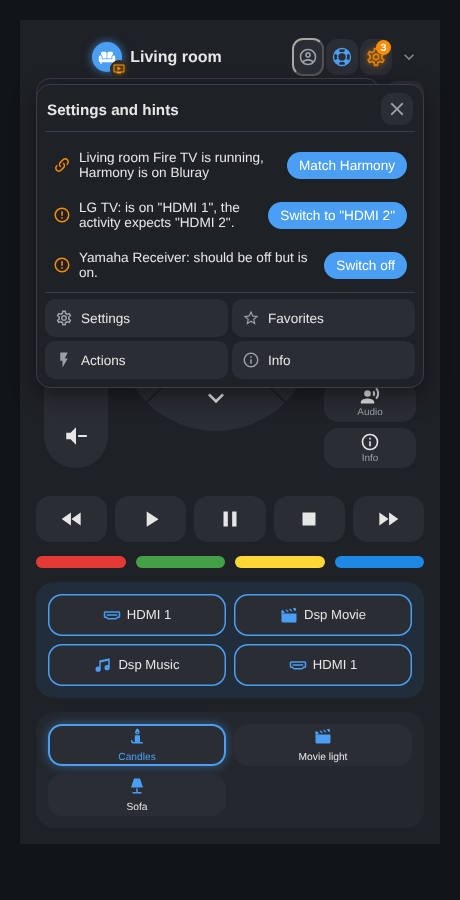 Living room
3
Settings and hints
Living room Fire TV is running,
Harmony is on Bluray
Match Harmony
LG TV: is on "HDMI 1", the
activity expects "HDMI 2".
Switch to "HDMI 2"
Yamaha Receiver: should be off but is
on.
Switch off
Settings
Favorites
Actions
Info
Audio
Info
HDMI 1
Dsp Movie
Dsp Music
HDMI 1
Candles
Movie light
Sofa